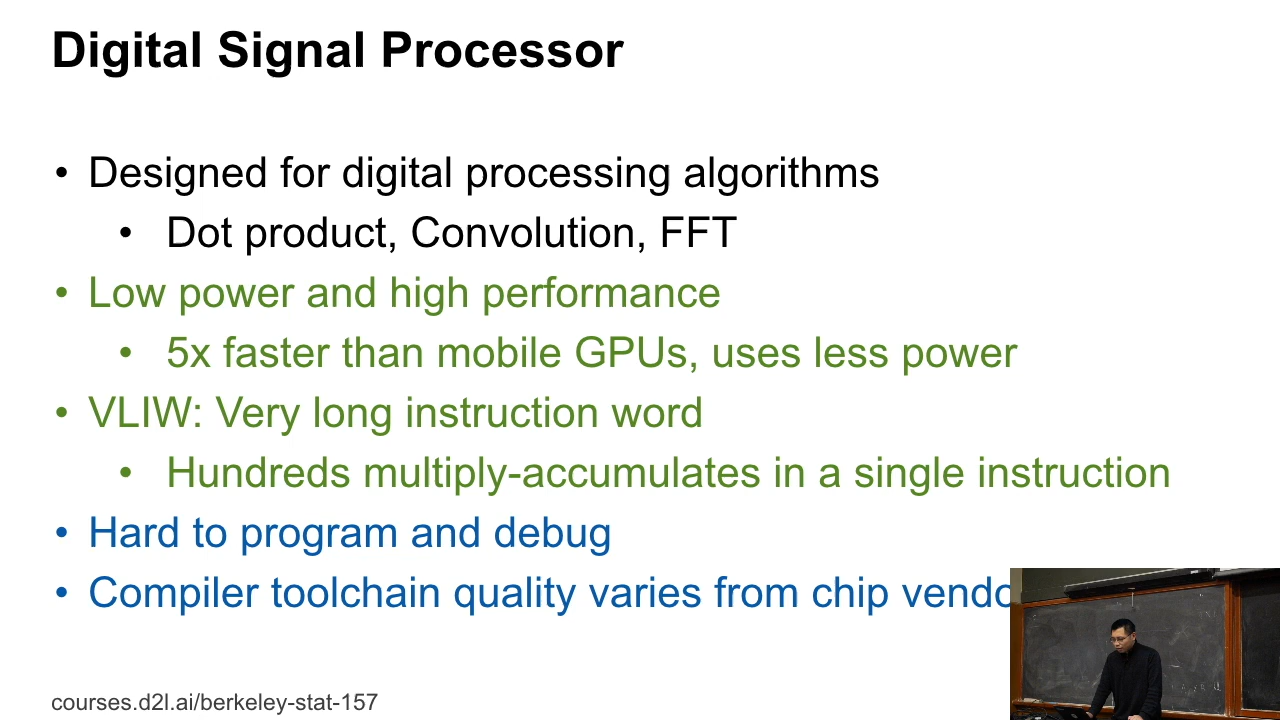 Digital Signal Processor
• Designed for digital processing algorithms
• Dot product, Convolution, FFT
• Low power and high performance
• 5x faster than mobile GPUs, uses less power
• VLIW: Very long instruction word
• Hundreds multiply-accumulates in a single instruction
• Hard to program and debug
• Compiler toolchain quality varies from chip
courses.d2l.ai/berkeley-stat-157